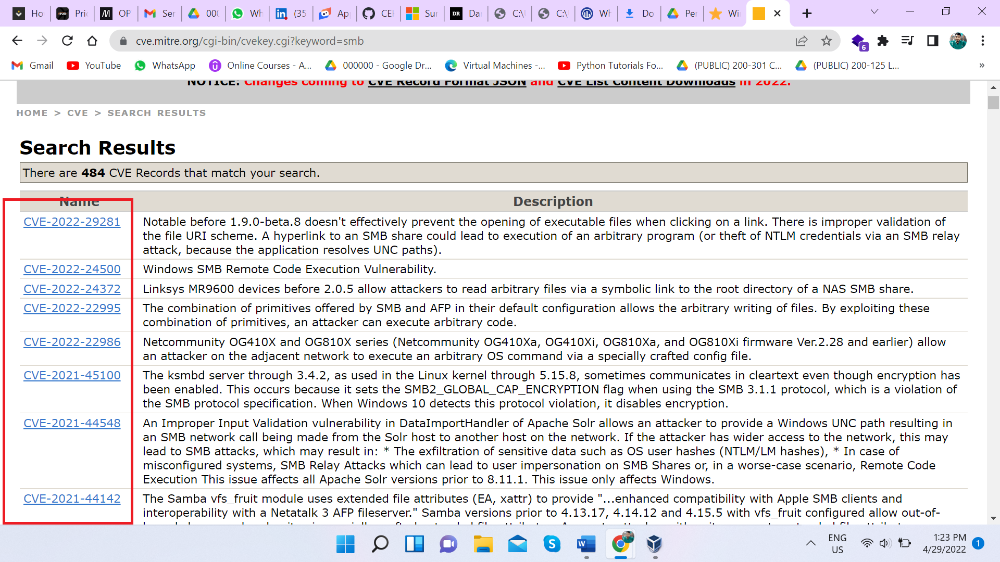 Ho
Pric
OP
Ser
000
Wh
(35
App
CEH
Sur
DR
Da
C:\
C:\
Wh
Do
Per
Wi
cve.mitre.org/cgi-bin/cvekey.cgi?keyword=smb
6
Gmail
YouTube
WhatsApp
Online Courses - A...
000000 - Google Dr...
Virtual Machines -...
Python Tutorials Fo...
(PUBLIC) 200-301 C...
(PUBLIC) 200-125 L...
»
NOTICE: Changes coming to CVE Record Format JSON and CVE List Content Downloads in 2022.
HOME > CVE > SEARCH RESULTS
Search Results
There are 484 CVE Records that match your search.
Name Description
CVE-2022-29281 Notable before 1.9.0-beta.8 doesn't effectively prevent the opening of executable files when clicking on a link. There is improper validation of
the file URI scheme. A hyperlink to an SMB share could lead to execution of an arbitrary program (or theft of NTLM credentials via an SMB relay
attack, because the application resolves UNC paths).
CVE-2022-24500 Windows SMB Remote Code Execution Vulnerability.
CVE-2022-24372 Linksys MR9600 devices before 2.0.5 allow attackers to read arbitrary files via a symbolic link to the root directory of a NAS SMB share.
CVE-2022-22995 The combination of primitives offered by SMB and AFP in their default configuration allows the arbitrary writing of files. By exploiting these
combination of primitives, an attacker can execute arbitrary code.
CVE-2022-22986 Netcommunity OG410X and OG810X series (Netcommunity OG410Xa, OG410Xi, OG810Xa, and OG810Xi firmware Ver.2.28 and earlier) allow
an attacker on the adjacent network to execute an arbitrary OS command via a specially crafted config file.
CVE-2021-45100 The ksmbd server through 3.4.2, as used in the Linux kernel through 5.15.8, sometimes communicates in cleartext even though encryption has
been enabled. This occurs because it sets the SMB2_GLOBAL_CAP_ENCRYPTION flag when using the SMB 3.1.1 protocol, which is a violation of
the SMB protocol specification. When Windows 10 detects this protocol violation, it disables encryption.
CVE-2021-44548 An Improper Input Validation vulnerability in DataImportHandler of Apache Solr allows an attacker to provide a Windows UNC path resulting in
an SMB network call being made from the Solr host to another host on the network. If the attacker has wider access to the network, this may
lead to SMB attacks, which may result in: * The exfiltration of sensitive data such as OS user hashes (NTLM/LM hashes), * In case of
misconfigured systems, SMB Relay Attacks which can lead to user impersonation on SMB Shares or, in a worse-case scenario, Remote Code
Execution This issue affects all Apache Solr versions prior to 8.11.1. This issue only affects Windows.
CVE-2021-44142 The Samba vfs_fruit module uses extended file attributes (EA, xattr) to provide "...enhanced compatibility with Apple SMB clients and
interoperability with a Netatalk 3 AFP fileserver." Samba versions prior to 4.13.17, 4.14.12 and 4.15.5 with vfs_fruit configured allow out-of-
ENG
US
1:23 PM
4/29/2022
1